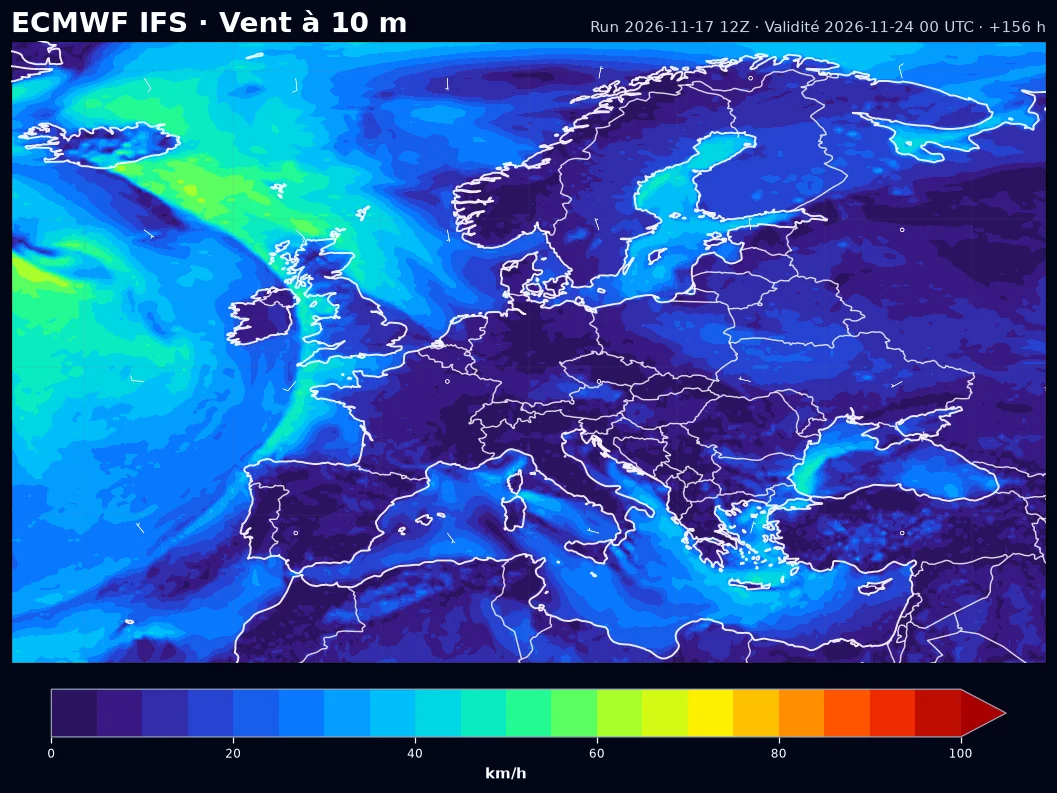 ECMWF IFS · Vent à 10 m
Run 2026-11-17 12Z · Validité 2026-11-24 00 UTC · +156 h
0 20 40 60 80 100
km/h